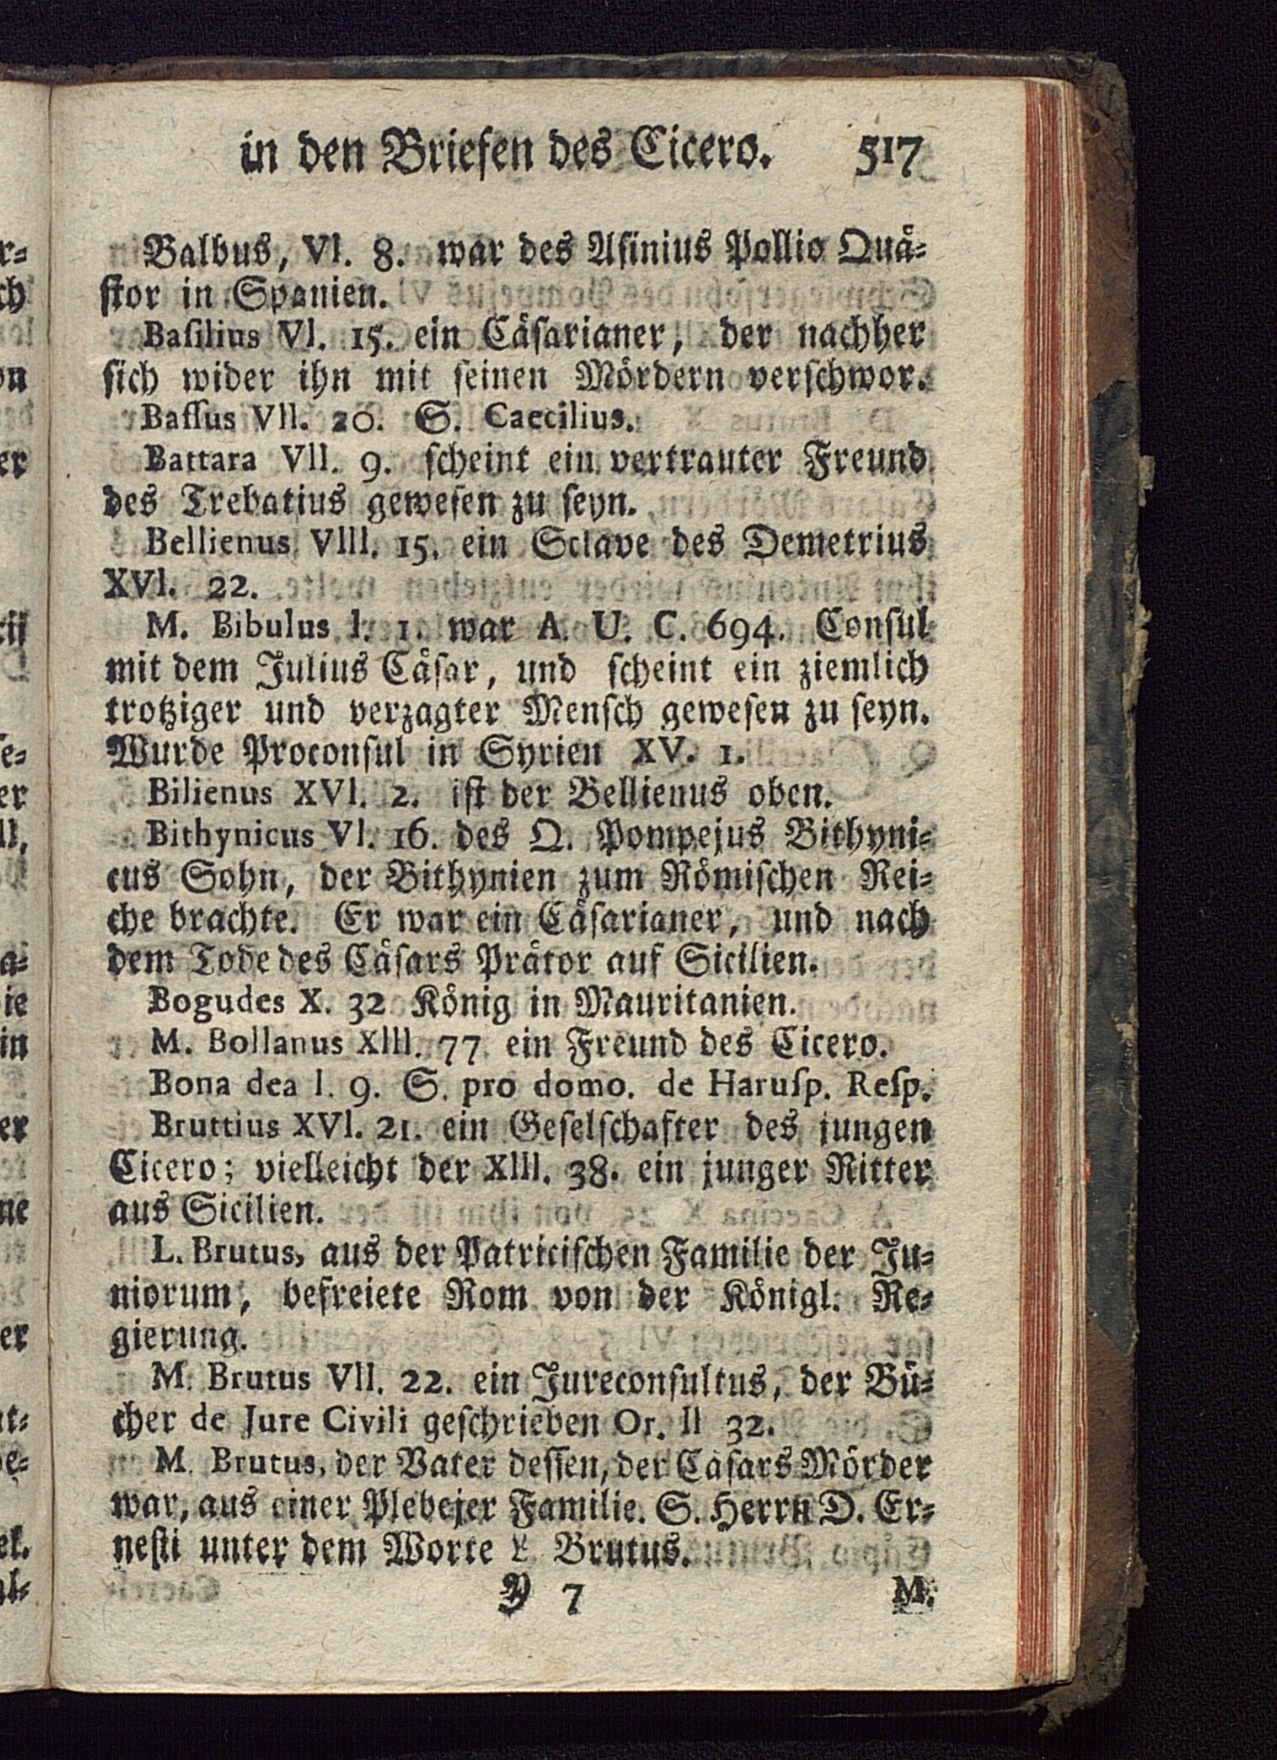 in den Briefen des Cicero. 517
Balbus, Vl. 8. war des Asinius Pollio Quä-
stor in Spanien.
Basilius Vl. 15. ein Cäsarianer, der nachher
sich wider ihn mit seinen Mördern verschwor.
Bassus Vll. 20. S. Caecilius.
Battara Vll. 9. scheint ein vertrauter Freund
des Trebatius gewesen zu seyn.
Bellienus Vlll. 15. ein Sclave des Demetrius
XVl. 22.
M. Bibulus l. 1. war A. U. C. 694. Consul
mit dem Julius Cäsar, und scheint ein ziemlich
trotziger und verzagter Mensch gewesen zu seyn.
Wurde Proconsul in Syrien XV. 1.
Bilienus XVl. 2. ist der Bellienus oben.
Bithynicus Vl. 16. des Q. Pompejus Bithyni-
cus Sohn, der Bithynien zum Römischen Rei-
che brachte. Er war ein Cäsarianer, und nach
dem Tode des Cäsars Prätor auf Sicilien.
Bogudes X. 32 König in Mauritanien.
M. Bollanus Xlll. 77 ein Freund des Cicero.
Bona dea l. 9. S. pro domo. de Harusp. Resp.
Bruttius XVl. 21. ein Geselschafter des jungen
Cicero; vielleicht der Xlll. 38. ein junger Ritter
aus Sicilien.
L. Brutus, aus der Patricischen Familie der Ju-
niorum, befreiete Rom von der Königl. Re-
gierung.
M. Brutus Vll. 22. ein Jureconsultus, der Bü-
cher de Jure Civili geschrieben Or. ll 32.
M. Brutus, der Vater dessen, der Cäsars Mörder
war, aus einer Plebejer Familie. S. Herrn D. Er-
nesti unter dem Worte L Brutus.
Y 7 M.